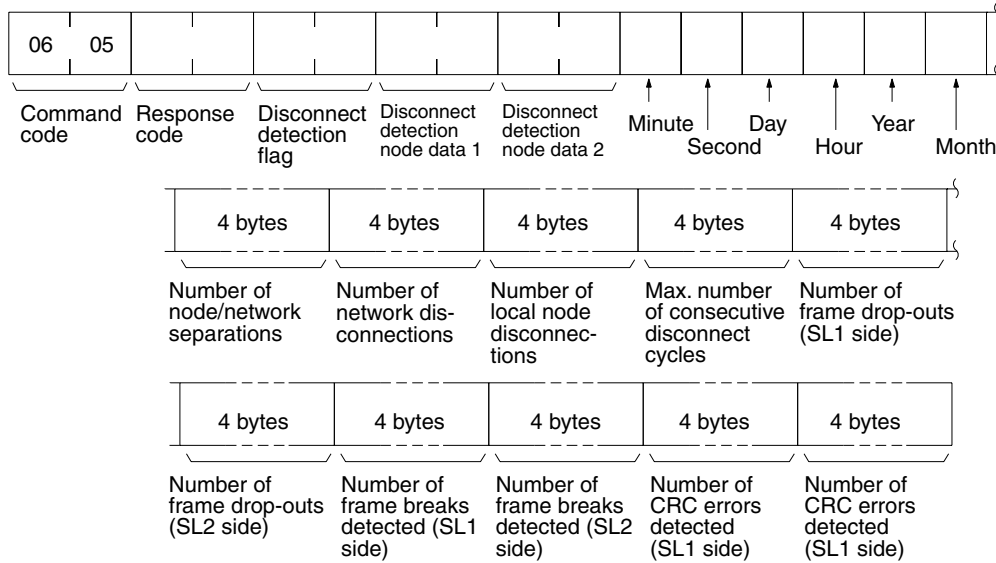 06 05
Command code
Response code
Disconnect detection flag
Disconnect detection node data 1
Disconnect detection node data 2
Minute
Second
Day
Hour
Year
Month
4 bytes 4 bytes 4 bytes 4 bytes 4 bytes
Number of node/network separations
Number of network dis-connections
Number of local node disconnec-tions
Max. number of consecutive disconnect cycles
Number of frame drop-outs (SL1 side)
4 bytes 4 bytes 4 bytes 4 bytes 4 bytes
Number of frame drop-outs (SL2 side)
Number of frame breaks detected (SL1 side)
Number of frame breaks detected (SL2 side)
Number of CRC errors detected (SL1 side)
Number of CRC errors detected (SL1 side)